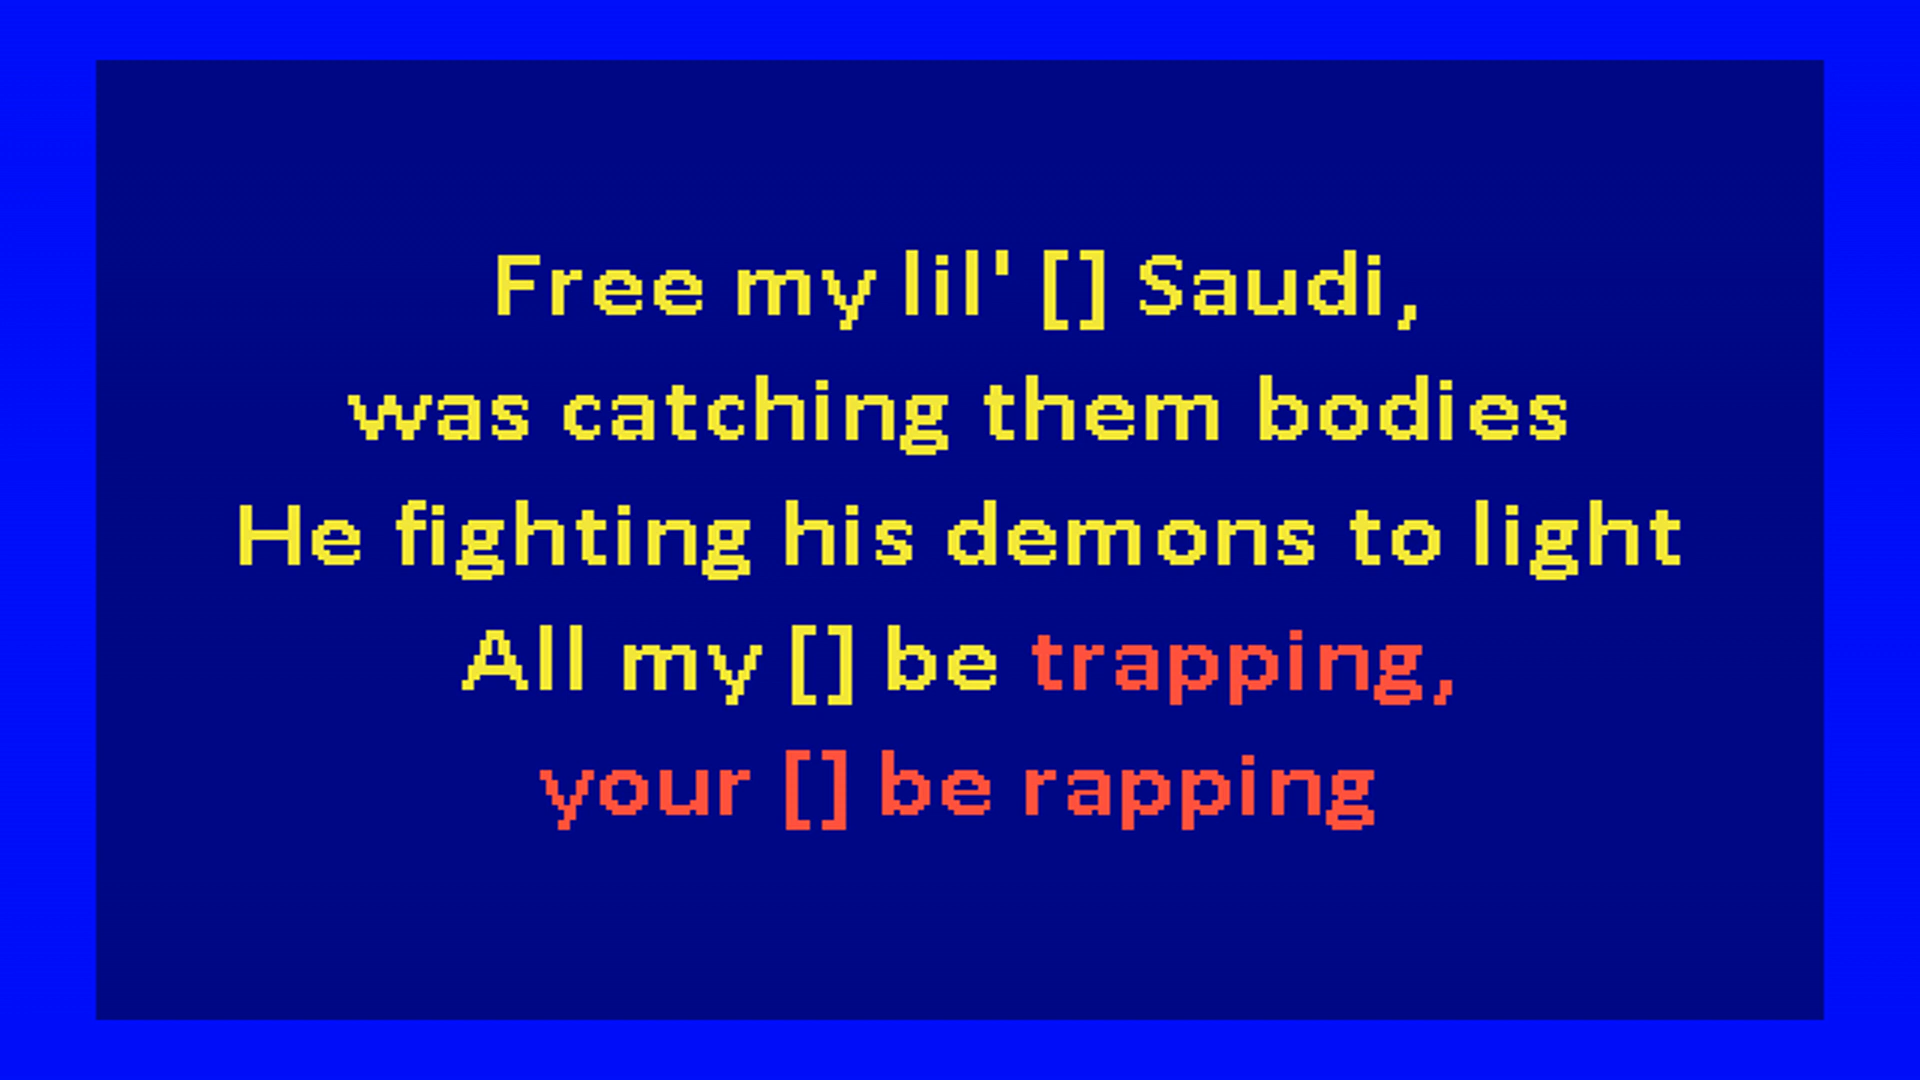 Free my lil' [] Saudi,
was catching them bodies
He fighting his demons to light
All my [] be trapping,
your [] be rapping